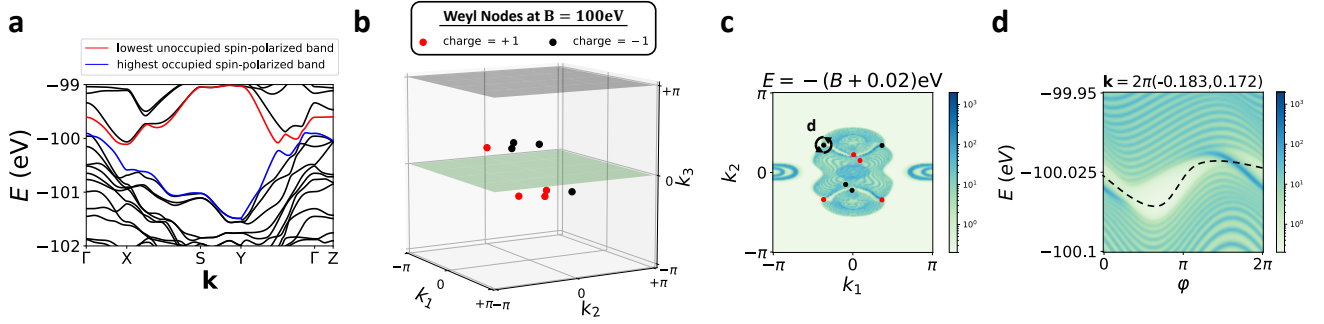 a
lowest unoccupied spin-polarized band
highest occupied spin-polarized band
−99
−100
−101
−102
E (eV)
Γ X S Y Γ Z
k
b
Weyl Nodes at B = 100eV
charge = +1 charge = −1
+π
0
−π
k3
−π
0
+π
k1
−π
0
+π
k2
c
E = −(B + 0.02)eV
π
0
−π
k2
d
−π 0 π
k1
10³
10²
10¹
10⁰
d
k = 2π(-0.183,0.172)
−99.95
−100.025
−100.1
E (eV)
0 π 2π
φ
10³
10²
10¹
10⁰